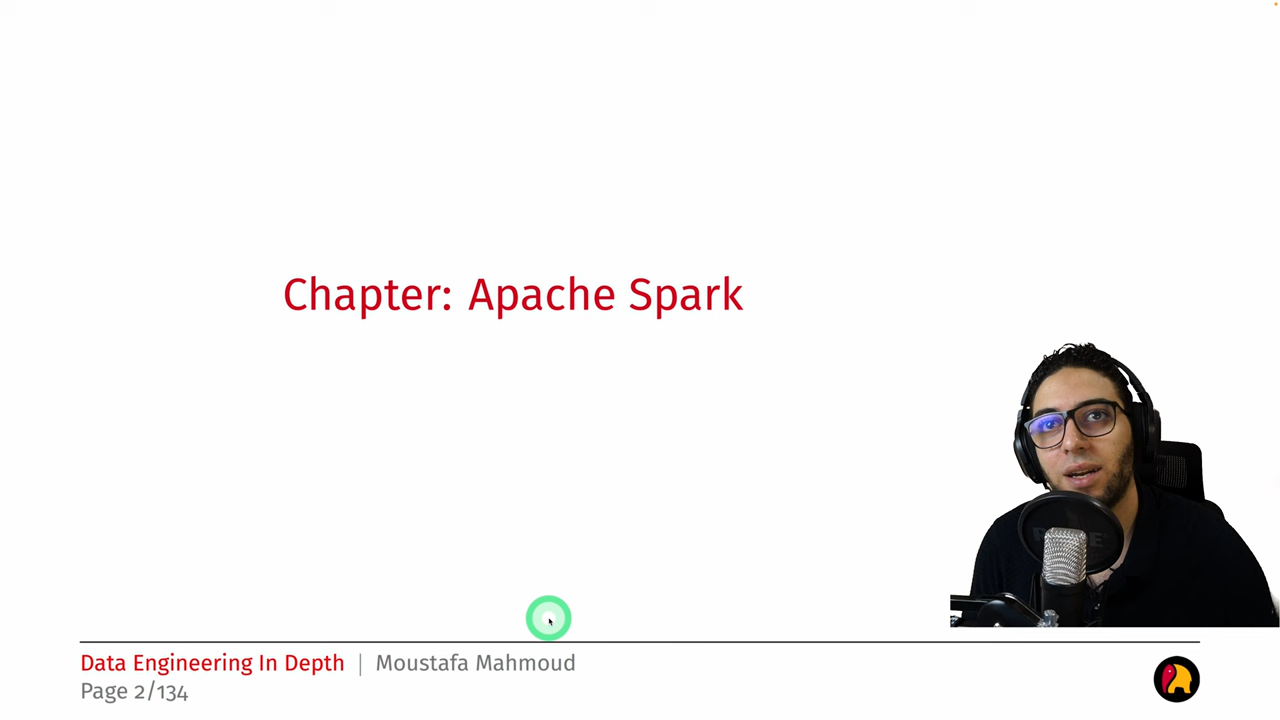 Chapter: Apache Spark
Data Engineering In Depth | Moustafa Mahmoud
Page 2/134